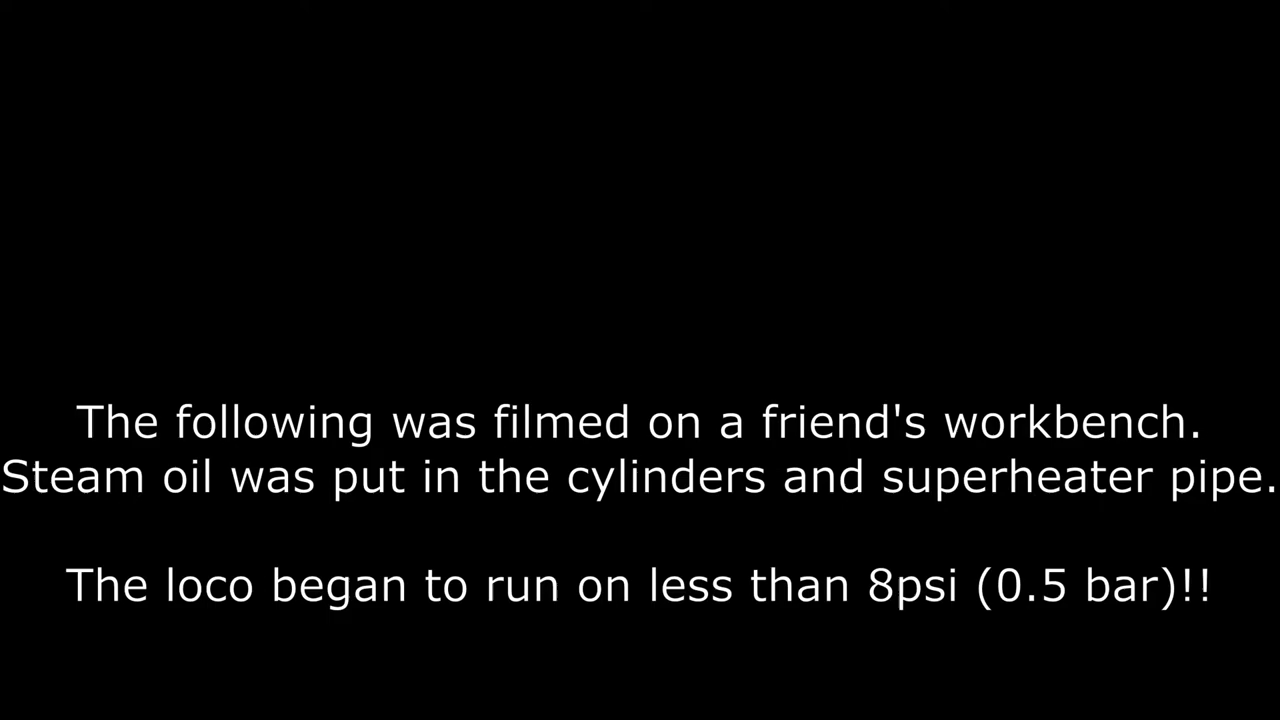 The following was filmed on a friend's workbench.
Steam oil was put in the cylinders and superheater pipe.
The loco began to run on less than 8psi (0.5 bar)!!